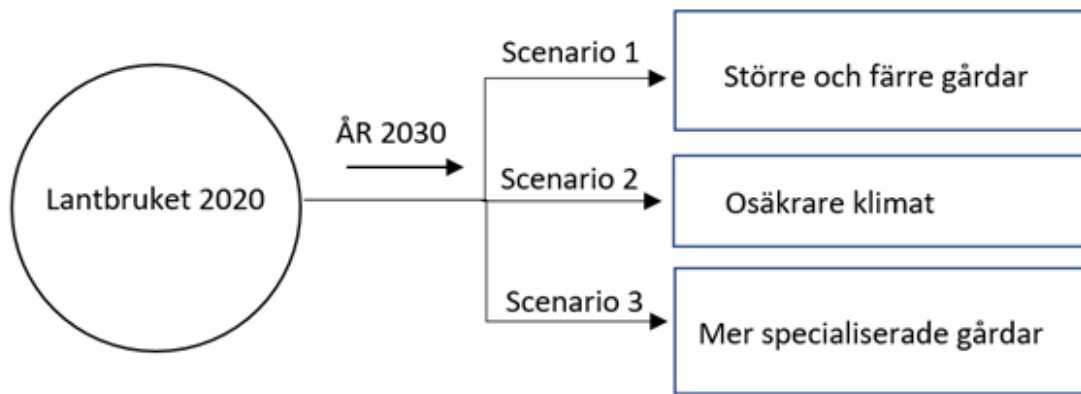 Lantbruket 2020
ÅR 2030
Scenario 1
Större och färre gårdar
Scenario 2
Osäkrare klimat
Scenario 3
Mer specialiserade gårdar